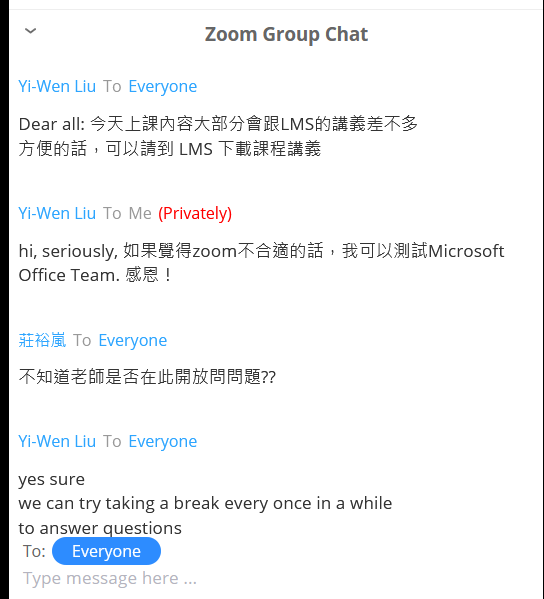 Zoom Group Chat
Yi-Wen Liu To Everyone
Dear all: 今天上課內容大部分會跟LMS的講義差不多
方便的話，可以請到 LMS 下載課程講義
Yi-Wen Liu To Me (Privately)
hi, seriously, 如果覺得zoom不合適的話，我可以測試Microsoft
Office Team. 感恩！
莊裕嵐 To Everyone
不知道老師是否在此開放問問題??
Yi-Wen Liu To Everyone
yes sure
we can try taking a break every once in a while
to answer questions
To: Everyone
Type message here ...